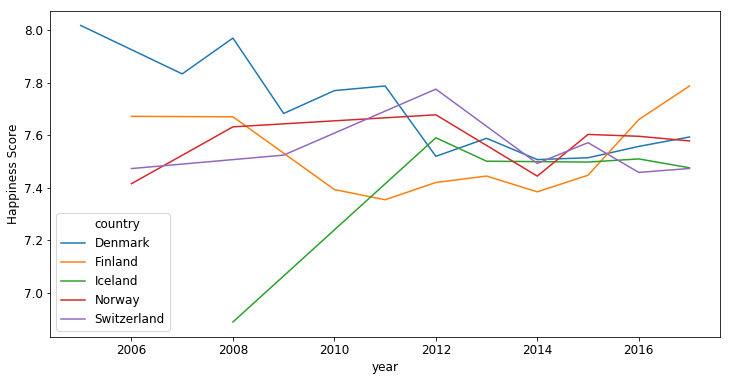 8.0
7.8
7.6
7.4
7.2
7.0
Happiness Score
country
Denmark
Finland
Iceland
Norway
Switzerland
2006 2008 2010 2012 2014 2016
year